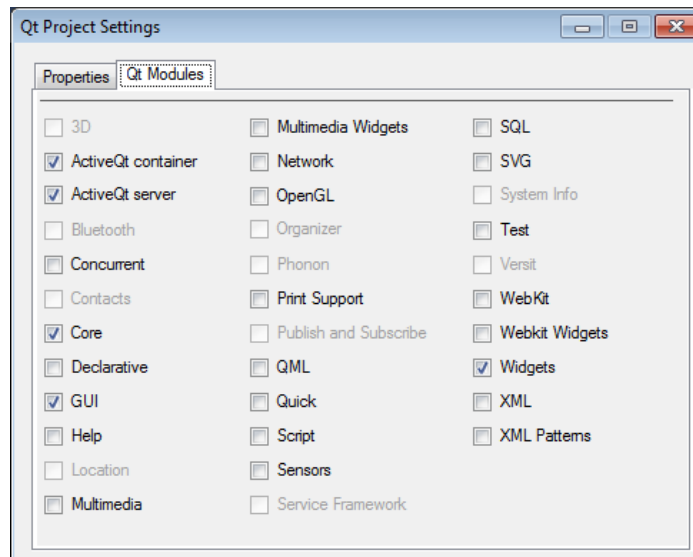 Qt Project Settings
Properties
Qt Modules
3D
ActiveQt container
ActiveQt server
Bluetooth
Concurrent
Contacts
Core
Declarative
GUI
Help
Location
Multimedia
Multimedia Widgets
Network
OpenGL
Organizer
Phonon
Print Support
Publish and Subscribe
QML
Quick
Script
Sensors
Service Framework
SQL
SVG
System Info
Test
Versit
WebKit
Webkit Widgets
Widgets
XML
XML Patterns